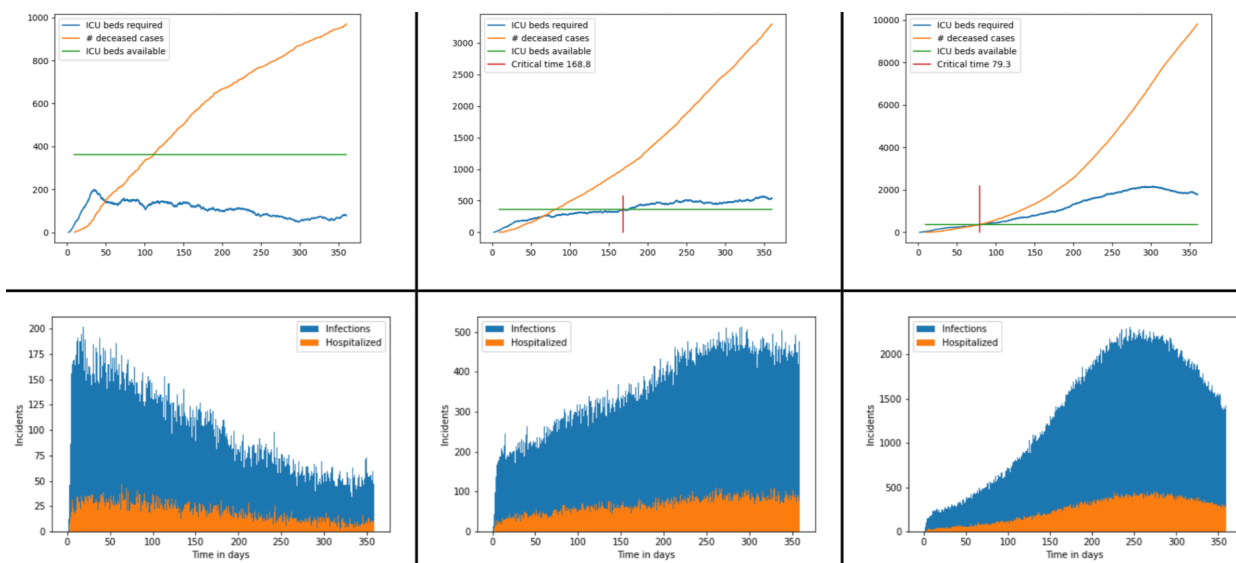 ICU beds required
# deceased cases
ICU beds available
1000
800
600
400
200
0
0 50 100 150 200 250 300 350
ICU beds required
# deceased cases
ICU beds available
Critical time 168.8
3000
2500
2000
1500
1000
500
0
0 50 100 150 200 250 300 350
ICU beds required
# deceased cases
ICU beds available
Critical time 79.3
10000
8000
6000
4000
2000
0
0 50 100 150 200 250 300 350
Infections
Hospitalized
Incidents
200
175
150
125
100
75
50
25
0
0 50 100 150 200 250 300 350
Time in days
Infections
Hospitalized
Incidents
500
400
300
200
100
0
0 50 100 150 200 250 300 350
Time in days
Infections
Hospitalized
Incidents
2000
1500
1000
500
0
0 50 100 150 200 250 300 350
Time in days